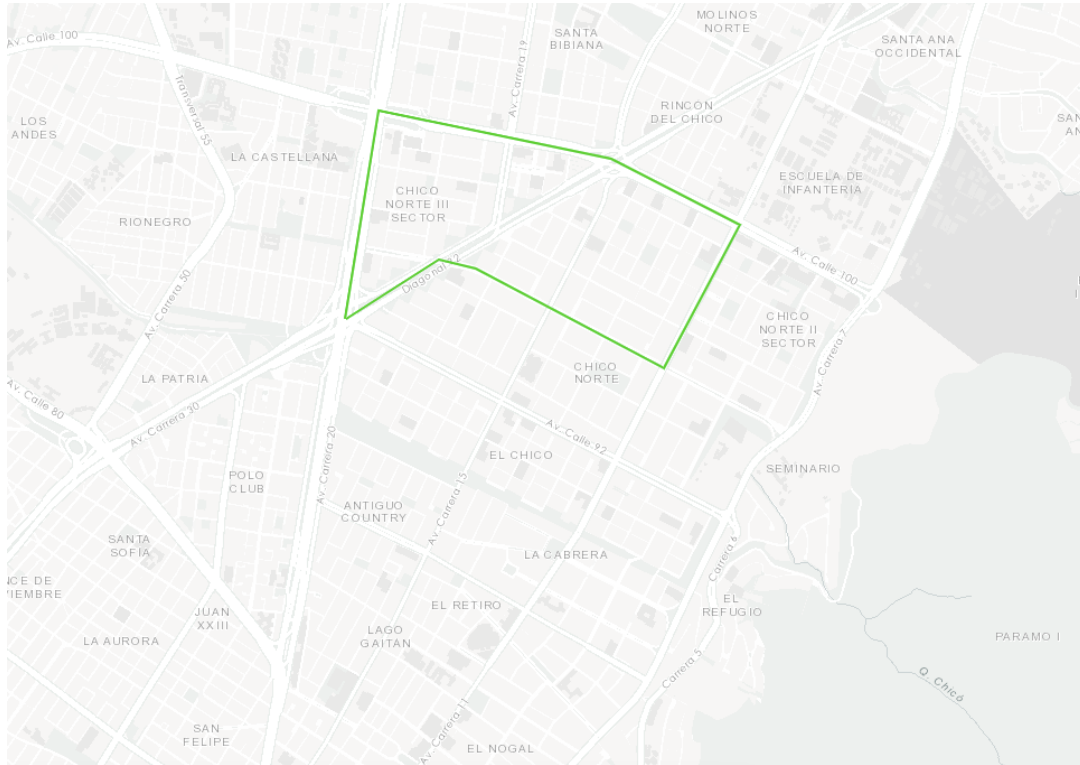 MOLINOS
NORTE
SANTA
BIBIANA
SANTA ANA
OCCIDENTAL
Av. Calle 100
Av. Carrera 19
Transversal 55
RINCON
DEL CHICO
LOS
ANDES
LA CASTELLANA
ESCUELA DE
INFANTERIA
CHICO
NORTE III
SECTOR
RIONEGRO
Av. Calle 100
Diagonal 92
Av. Carrera 50
CHICO
NORTE II
SECTOR
Av. Carrera 7
CHICO
NORTE
LA PATRIA
Av. Calle 80
Av. Carrera 30
Av. Carrera 20
Av. Calle 92
EL CHICO
SEMINARIO
POLO
CLUB
ANTIGUO
COUNTRY
Av. Carrera 15
SANTA
SOFIA
LA CABRERA
Carrera 6
EL
REFUGIO
JUAN
XXIII
EL RETIRO
LA AURORA
LAGO
GAITAN
PARAMO I
Carrera 5
Q. Chicó
Av. Carrera 11
SAN
FELIPE
EL NOGAL